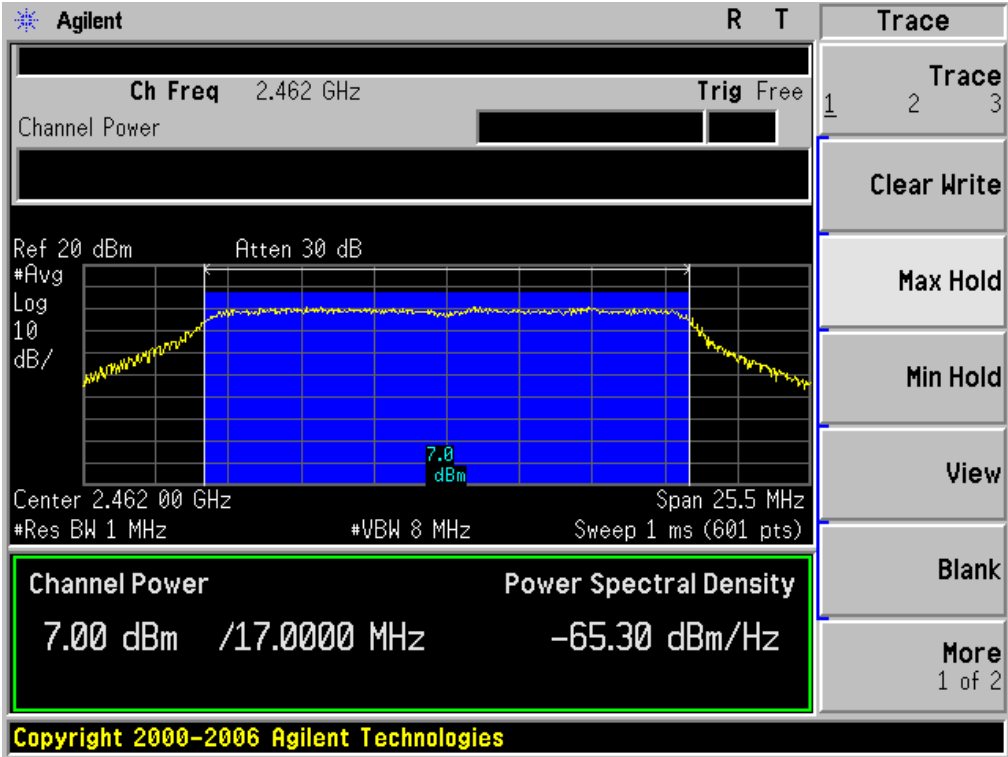 Agilent R T
Ch Freq 2.462 GHz Trig Free
Channel Power
Ref 20 dBm Atten 30 dB
#Avg
Log
10
dB/
7.0
dBm
Center 2.462 00 GHz Span 25.5 MHz
#Res BW 1 MHz #VBW 8 MHz Sweep 1 ms (601 pts)
Channel Power Power Spectral Density
7.00 dBm /17.0000 MHz -65.30 dBm/Hz
Copyright 2000-2006 Agilent Technologies
Trace
Trace
1 2 3
Clear Write
Max Hold
Min Hold
View
Blank
More
1 of 2